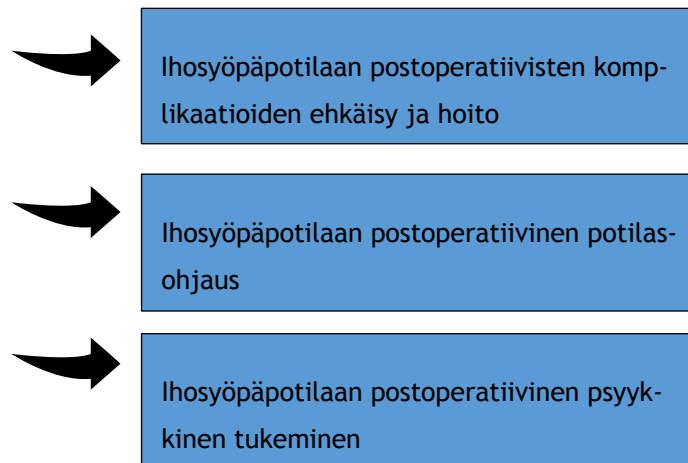 Ihosyöpäpotilaan postoperatiivisten komp-
likaatioiden ehkäisy ja hoito
Ihosyöpäpotilaan postoperatiivinen potilas-
ohjaus
Ihosyöpäpotilaan postoperatiivinen psyyk-
kinen tukeminen